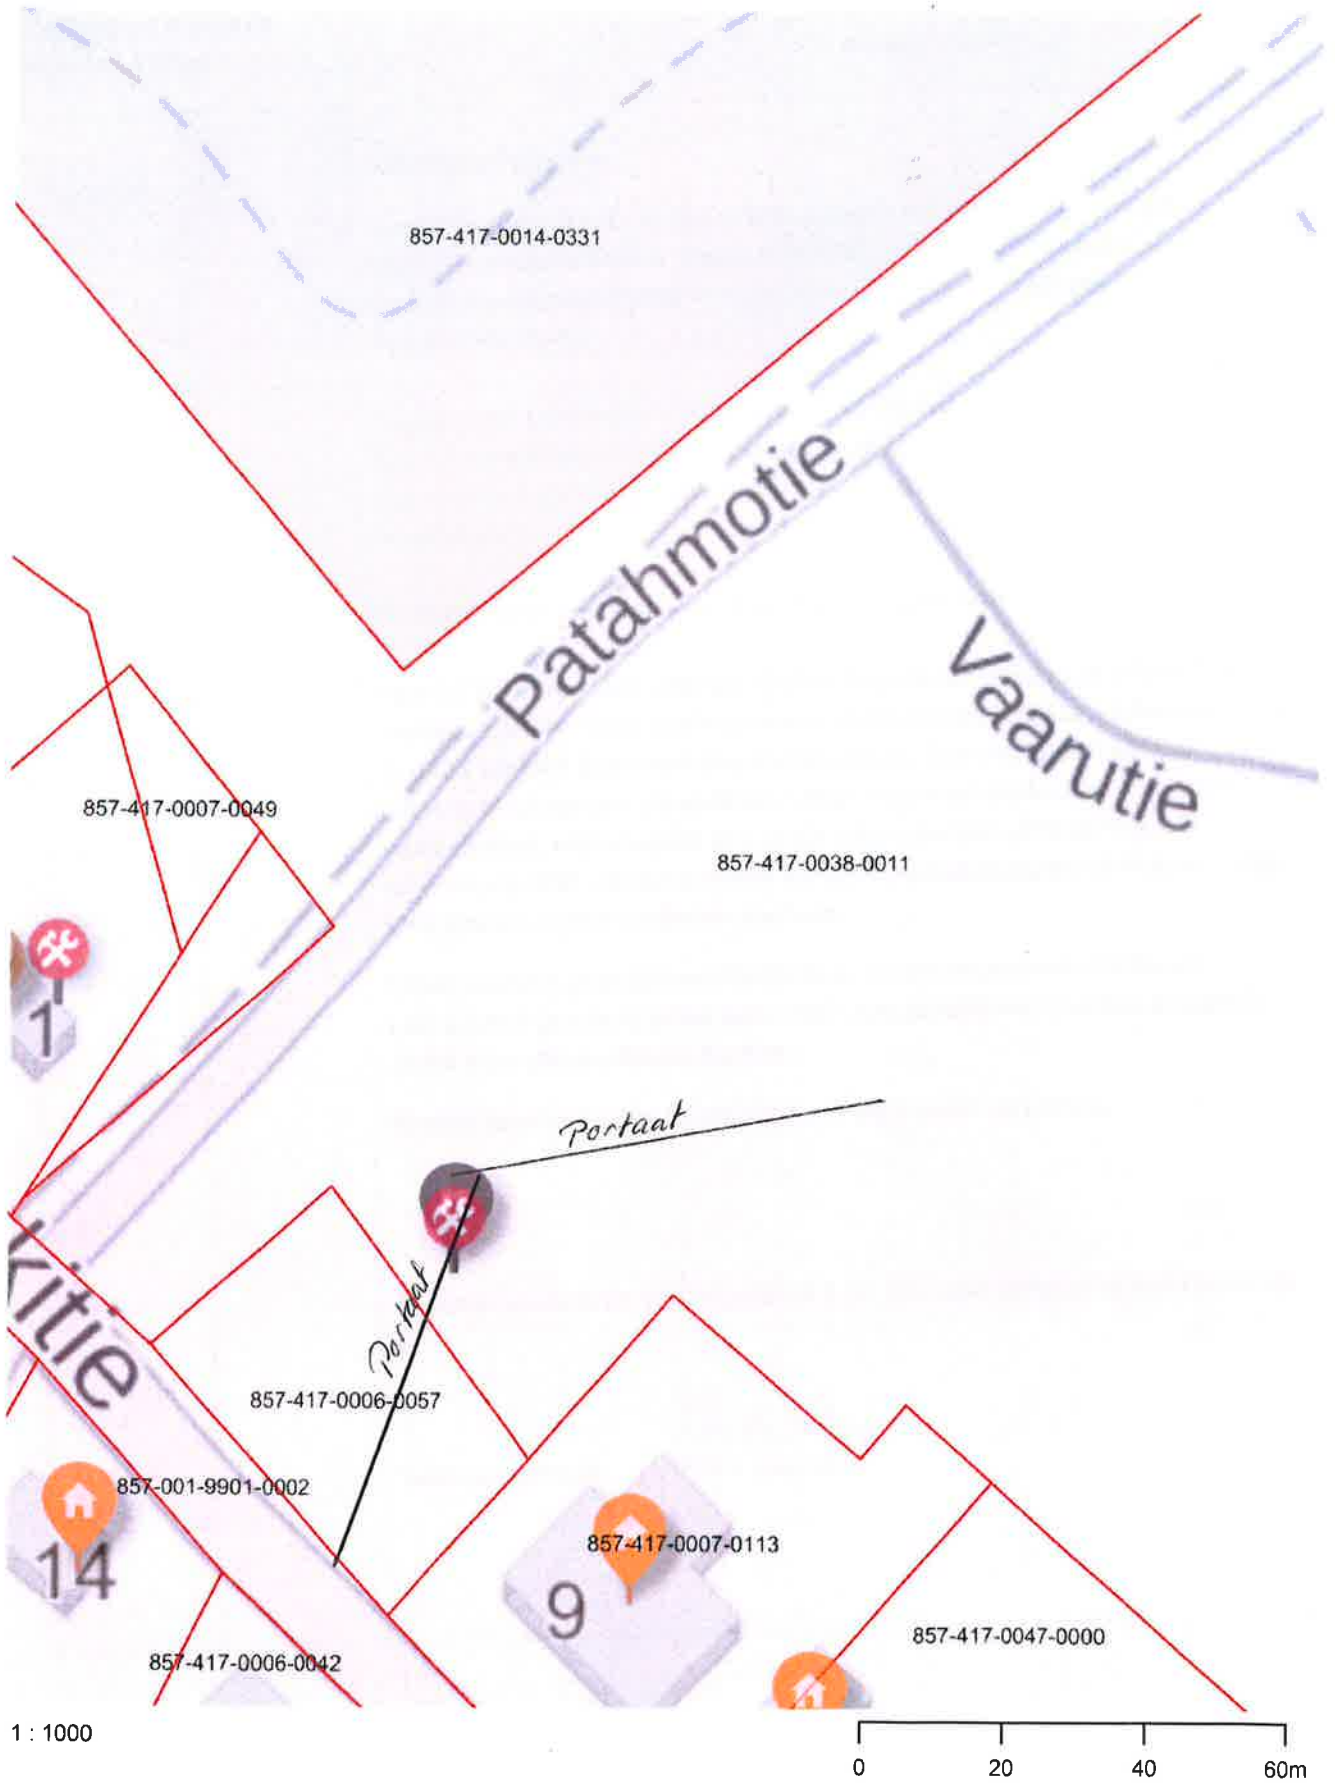 857-417-0014-0331
Patahmotie
Vaarutie
857-417-0007-0049
857-417-0038-0011
1
Portaat
kitie
Portaat
857-417-0006-0057
857-001-9901-0002
14
857-417-0007-0113
9
857-417-0047-0000
857-417-0006-0042
1 : 1000
0 20 40 60m